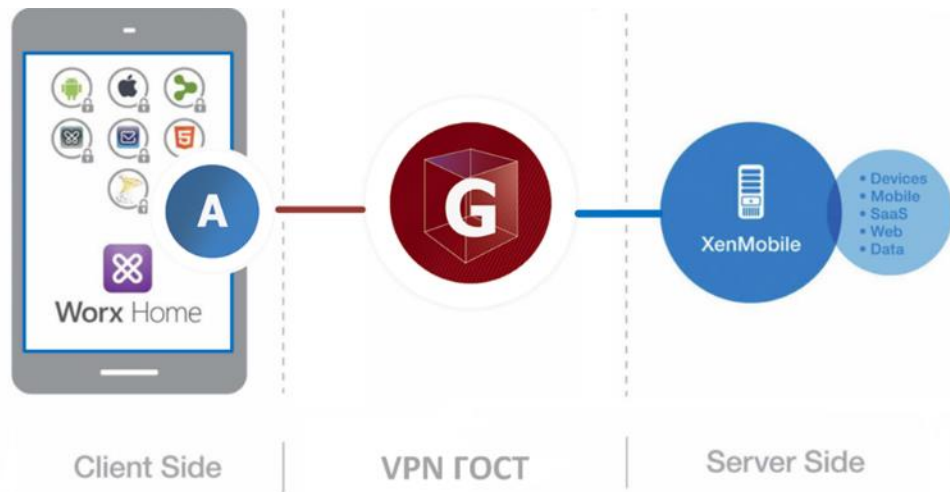 A
G
Worx Home
XenMobile
• Devices
• Mobile
• SaaS
• Web
• Data
Client Side
VPN ГОСТ
Server Side